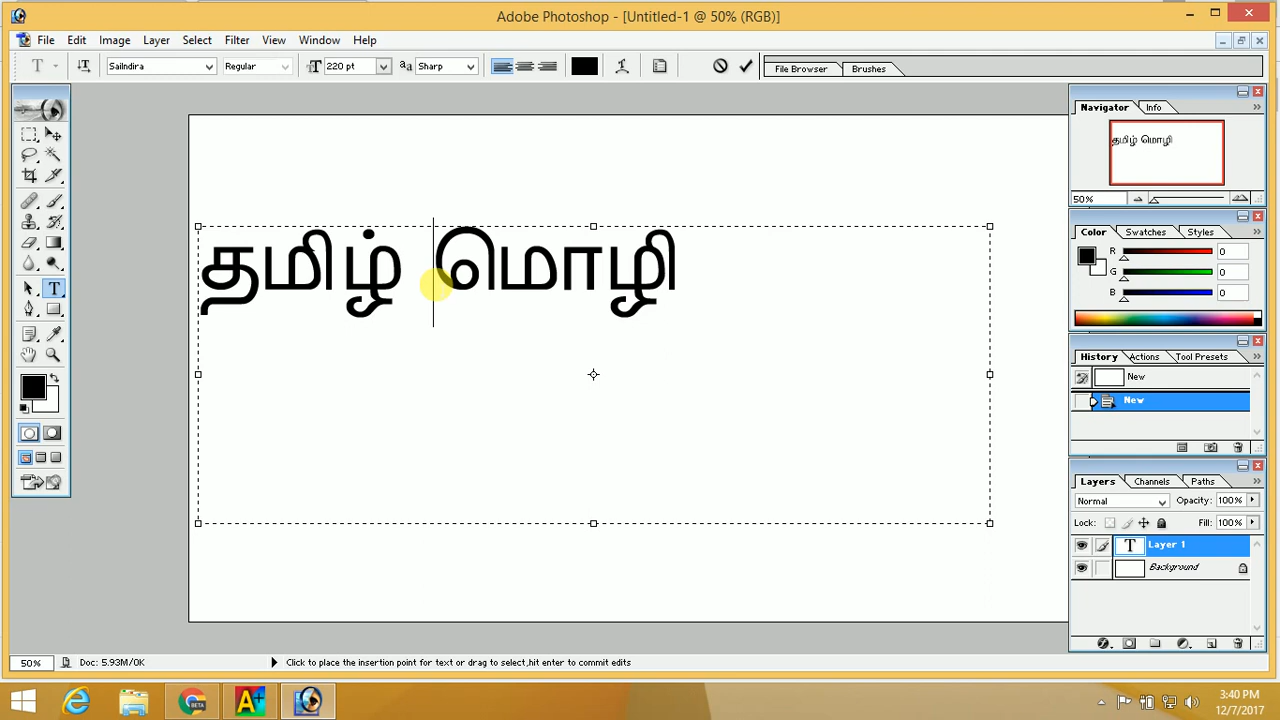 Adobe Photoshop - [Untitled-1 @ 50% (RGB)]
File Edit Image Layer Select Filter View Window Help
T SaiIndira Regular T 220 pt aa Sharp File Browser Brushes
Navigator Info
தமிழ் மொழி
50%
Color Swatches Styles
R 0
G 0
B 0
தமிழ் மொழி
History Actions Tool Presets
New
New
Layers Channels Paths
Normal Opacity: 100%
Lock: Fill: 100%
T Layer 1
Background
50% Doc: 5.93M/0K Click to place the insertion point for text or drag to select,hit enter to commit edits
BETA A+ 3:40 PM
12/7/2017